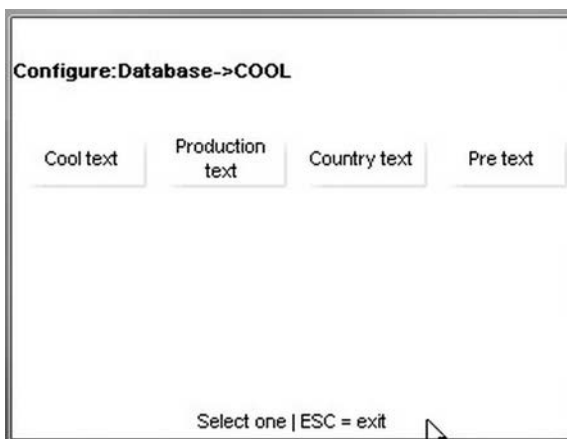 Configure:Database->COOL
Cool text
Production
text
Country text
Pre text
Select one | ESC = exit